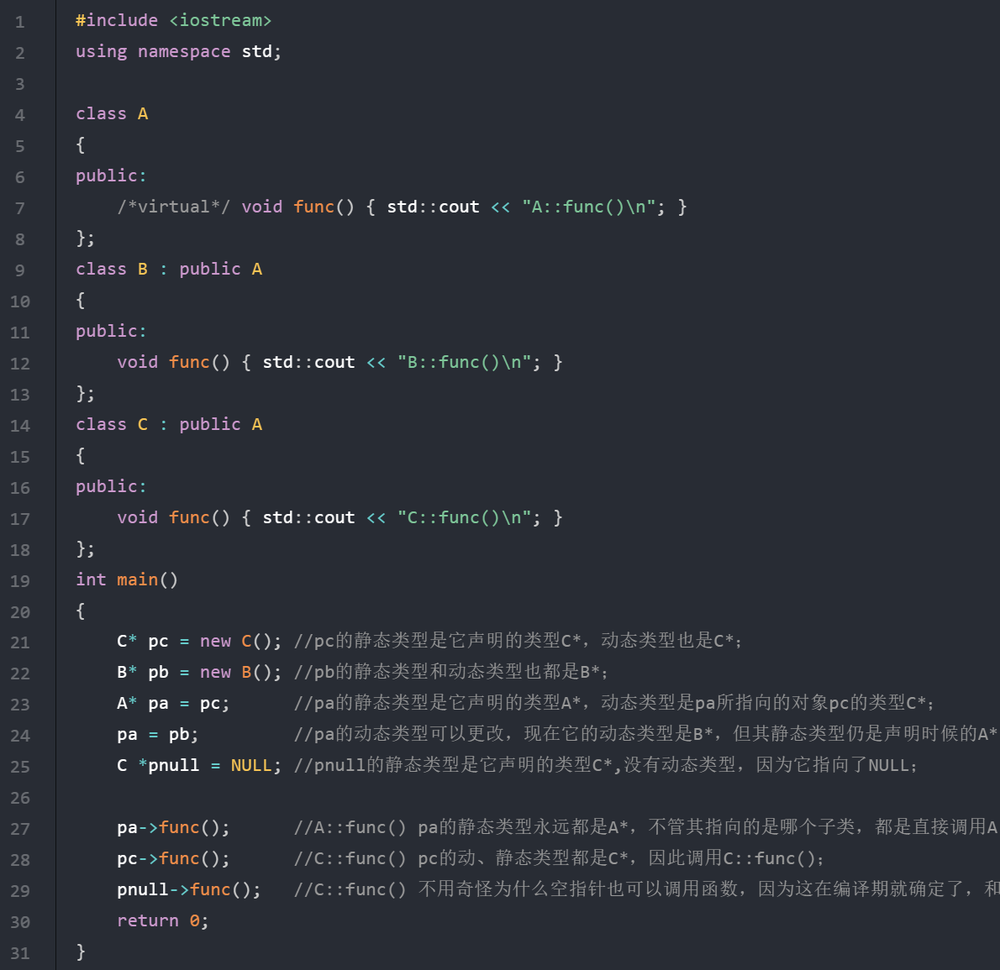 1 #include <iostream>
2 using namespace std;
3
4 class A
5 {
6 public:
7     /*virtual*/ void func() { std::cout << "A::func()\n"; }
8 };
9 class B : public A
10 {
11 public:
12     void func() { std::cout << "B::func()\n"; }
13 };
14 class C : public A
15 {
16 public:
17     void func() { std::cout << "C::func()\n"; }
18 };
19 int main()
20 {
21     C* pc = new C(); //pc的静态类型是它声明的类型C*，动态类型也是C*；
22     B* pb = new B(); //pb的静态类型和动态类型也都是B*；
23     A* pa = pc;      //pa的静态类型是它声明的类型A*，动态类型是pa所指向的对象pc的类型C*；
24     pa = pb;         //pa的动态类型可以更改，现在它的动态类型是B*，但其静态类型仍是声明时候的A*
25     C *pnull = NULL; //pnull的静态类型是它声明的类型C*,没有动态类型，因为它指向了NULL；
26
27     pa->func();      //A::func() pa的静态类型永远都是A*，不管其指向的是哪个子类，都是直接调用A
28     pc->func();      //C::func() pc的动、静态类型都是C*，因此调用C::func()；
29     pnull->func();   //C::func() 不用奇怪为什么空指针也可以调用函数，因为这在编译期就确定了，和
30     return 0;
31 }